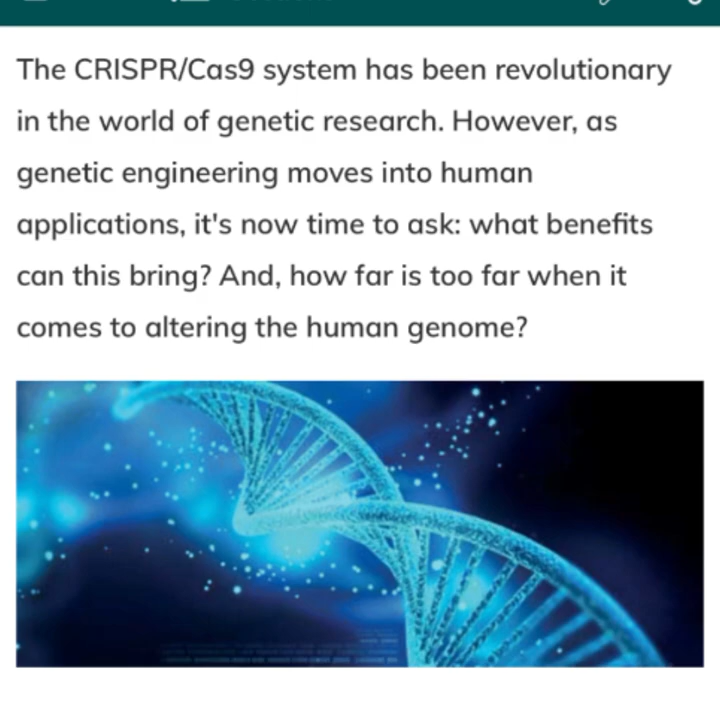 The CRISPR/Cas9 system has been revolutionary
in the world of genetic research. However, as
genetic engineering moves into human
applications, it's now time to ask: what benefits
can this bring? And, how far is too far when it
comes to altering the human genome?